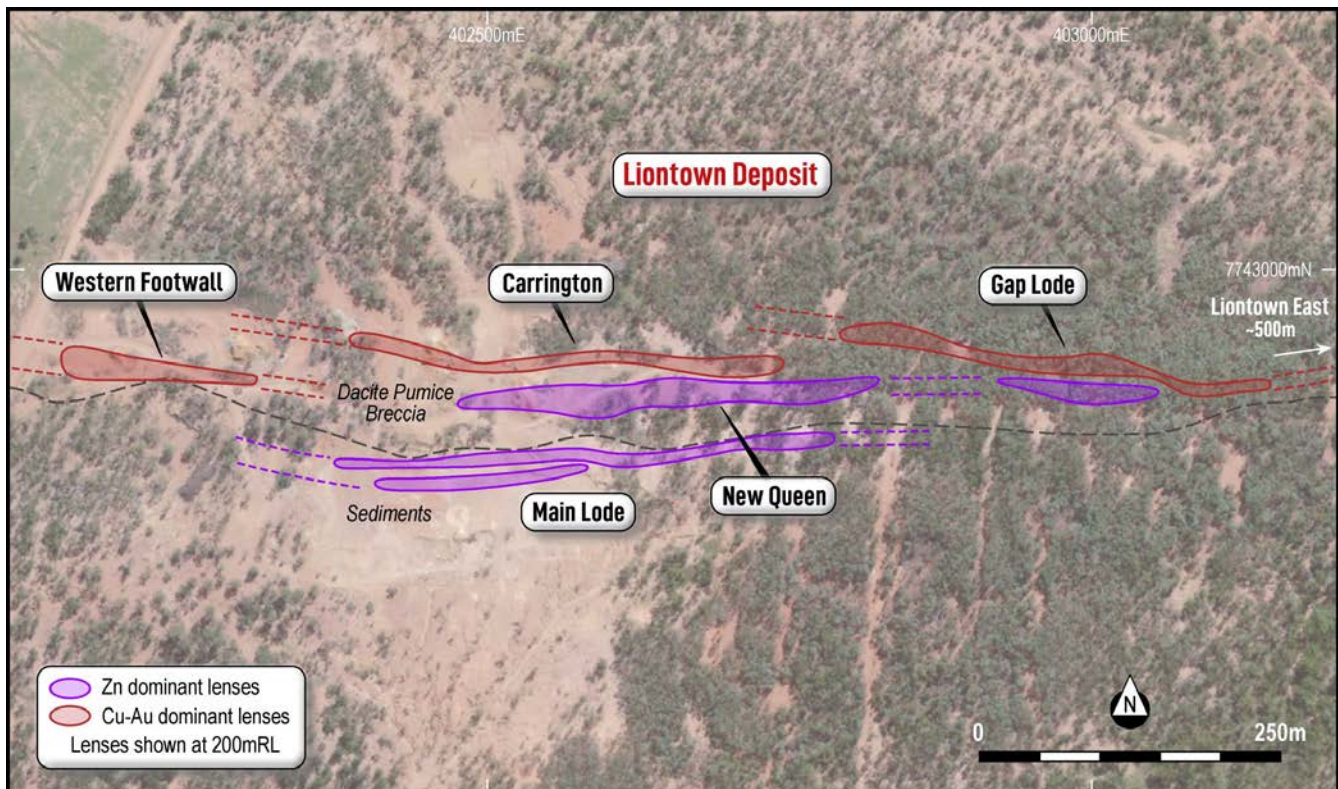 402500mE
403000mE
Liontown Deposit
7743000mN
Western Footwall
Carrington
Gap Lode
Liontown East
~500m
Dacite Pumice
Breccia
New Queen
Main Lode
Sediments
Zn dominant lenses
Cu-Au dominant lenses
Lenses shown at 200mRL
N
0
250m